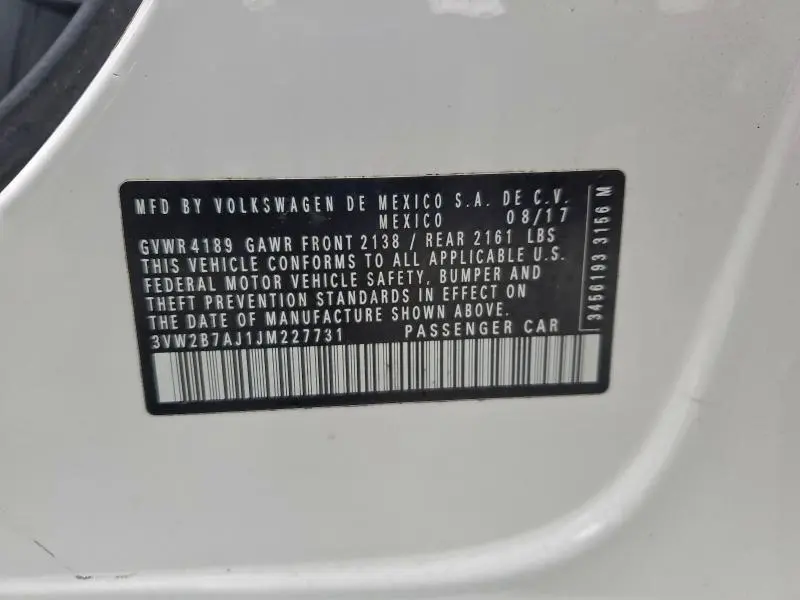 MFD BY VOLKSWAGEN DE MEXICO S.A. DE C.V.
MEXICO 08/17
GVWR 4189 GAWR FRONT 2138 / REAR 2161 LBS
THIS VEHICLE CONFORMS TO ALL APPLICABLE U.S.
FEDERAL MOTOR VEHICLE SAFETY, BUMPER AND
THEFT PREVENTION STANDARDS IN EFFECT ON
THE DATE OF MANUFACTURE SHOWN ABOVE.
3VW2B7AJ1JM227731 PASSENGER CAR
3456193 3156 M